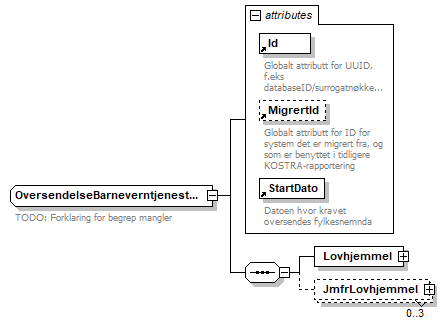 attributes
Id
Globalt attributt for UUID,
f.eks
databaseID/surrogatnøkke...
MigrertId
Globalt attributt for ID for
system det er migrert fra, og
som er benyttet i tidligere
KOSTRA-rapportering
StartDato
Datoen hvor kravet
oversendes fylkesnemnda
OversendelseBarneverntjenest...
TODO: Forklaring for begrep mangler
Lovhjemmel
JmfrLovhjemmel
0..3